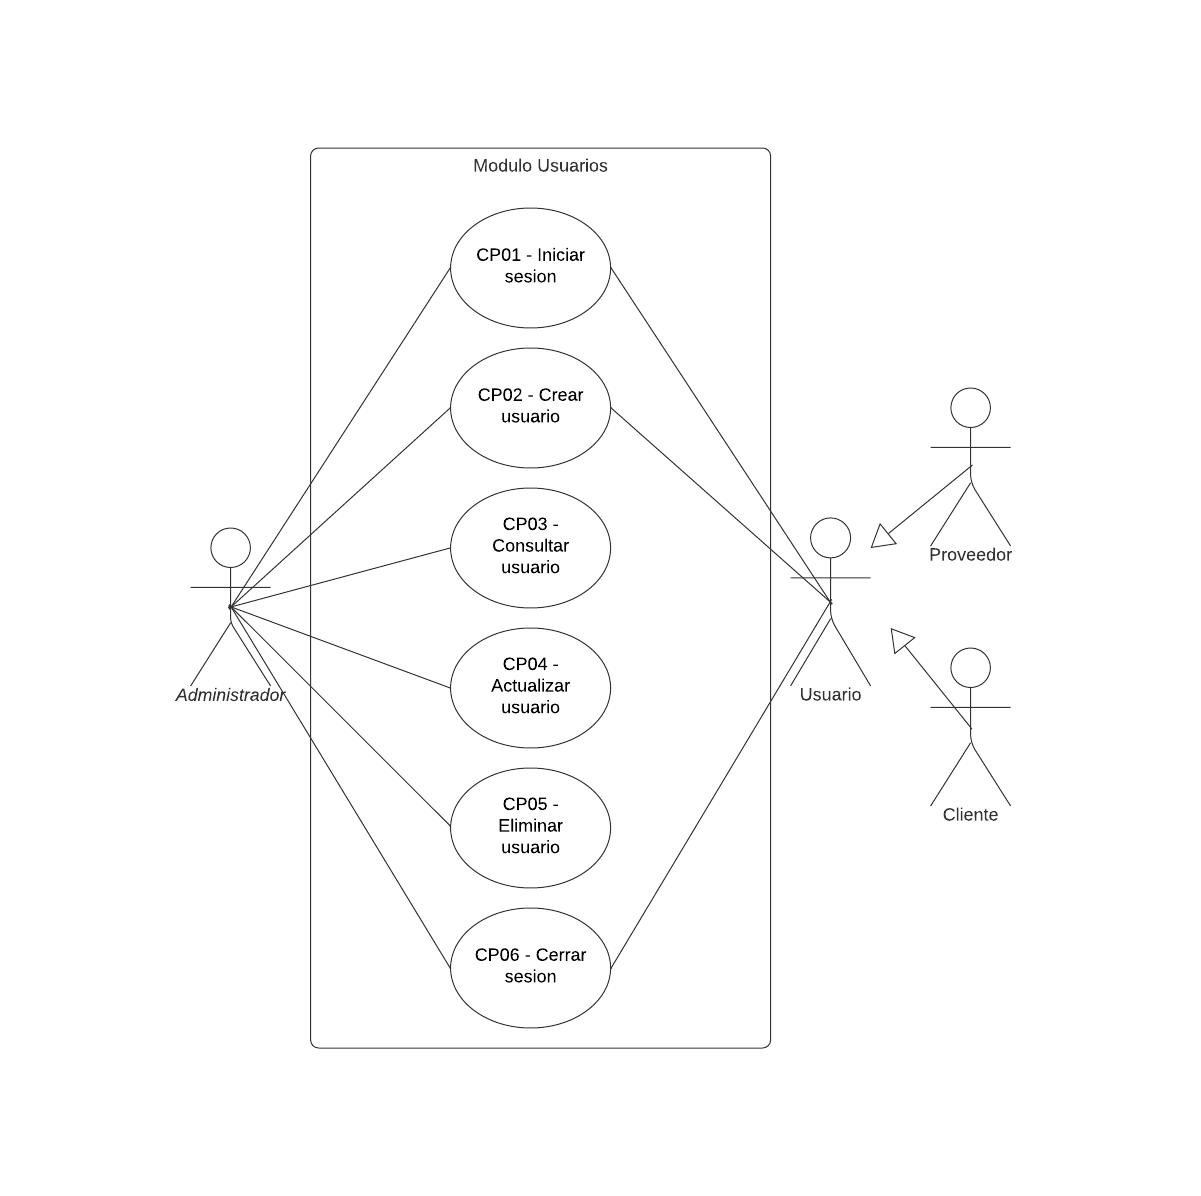 Modulo Usuarios
CP01 - Iniciar
sesion
CP02 - Crear
usuario
CP03 -
Consultar
usuario
CP04 -
Actualizar
usuario
CP05 -
Eliminar
usuario
CP06 - Cerrar
sesion
Administrador
Usuario
Proveedor
Cliente